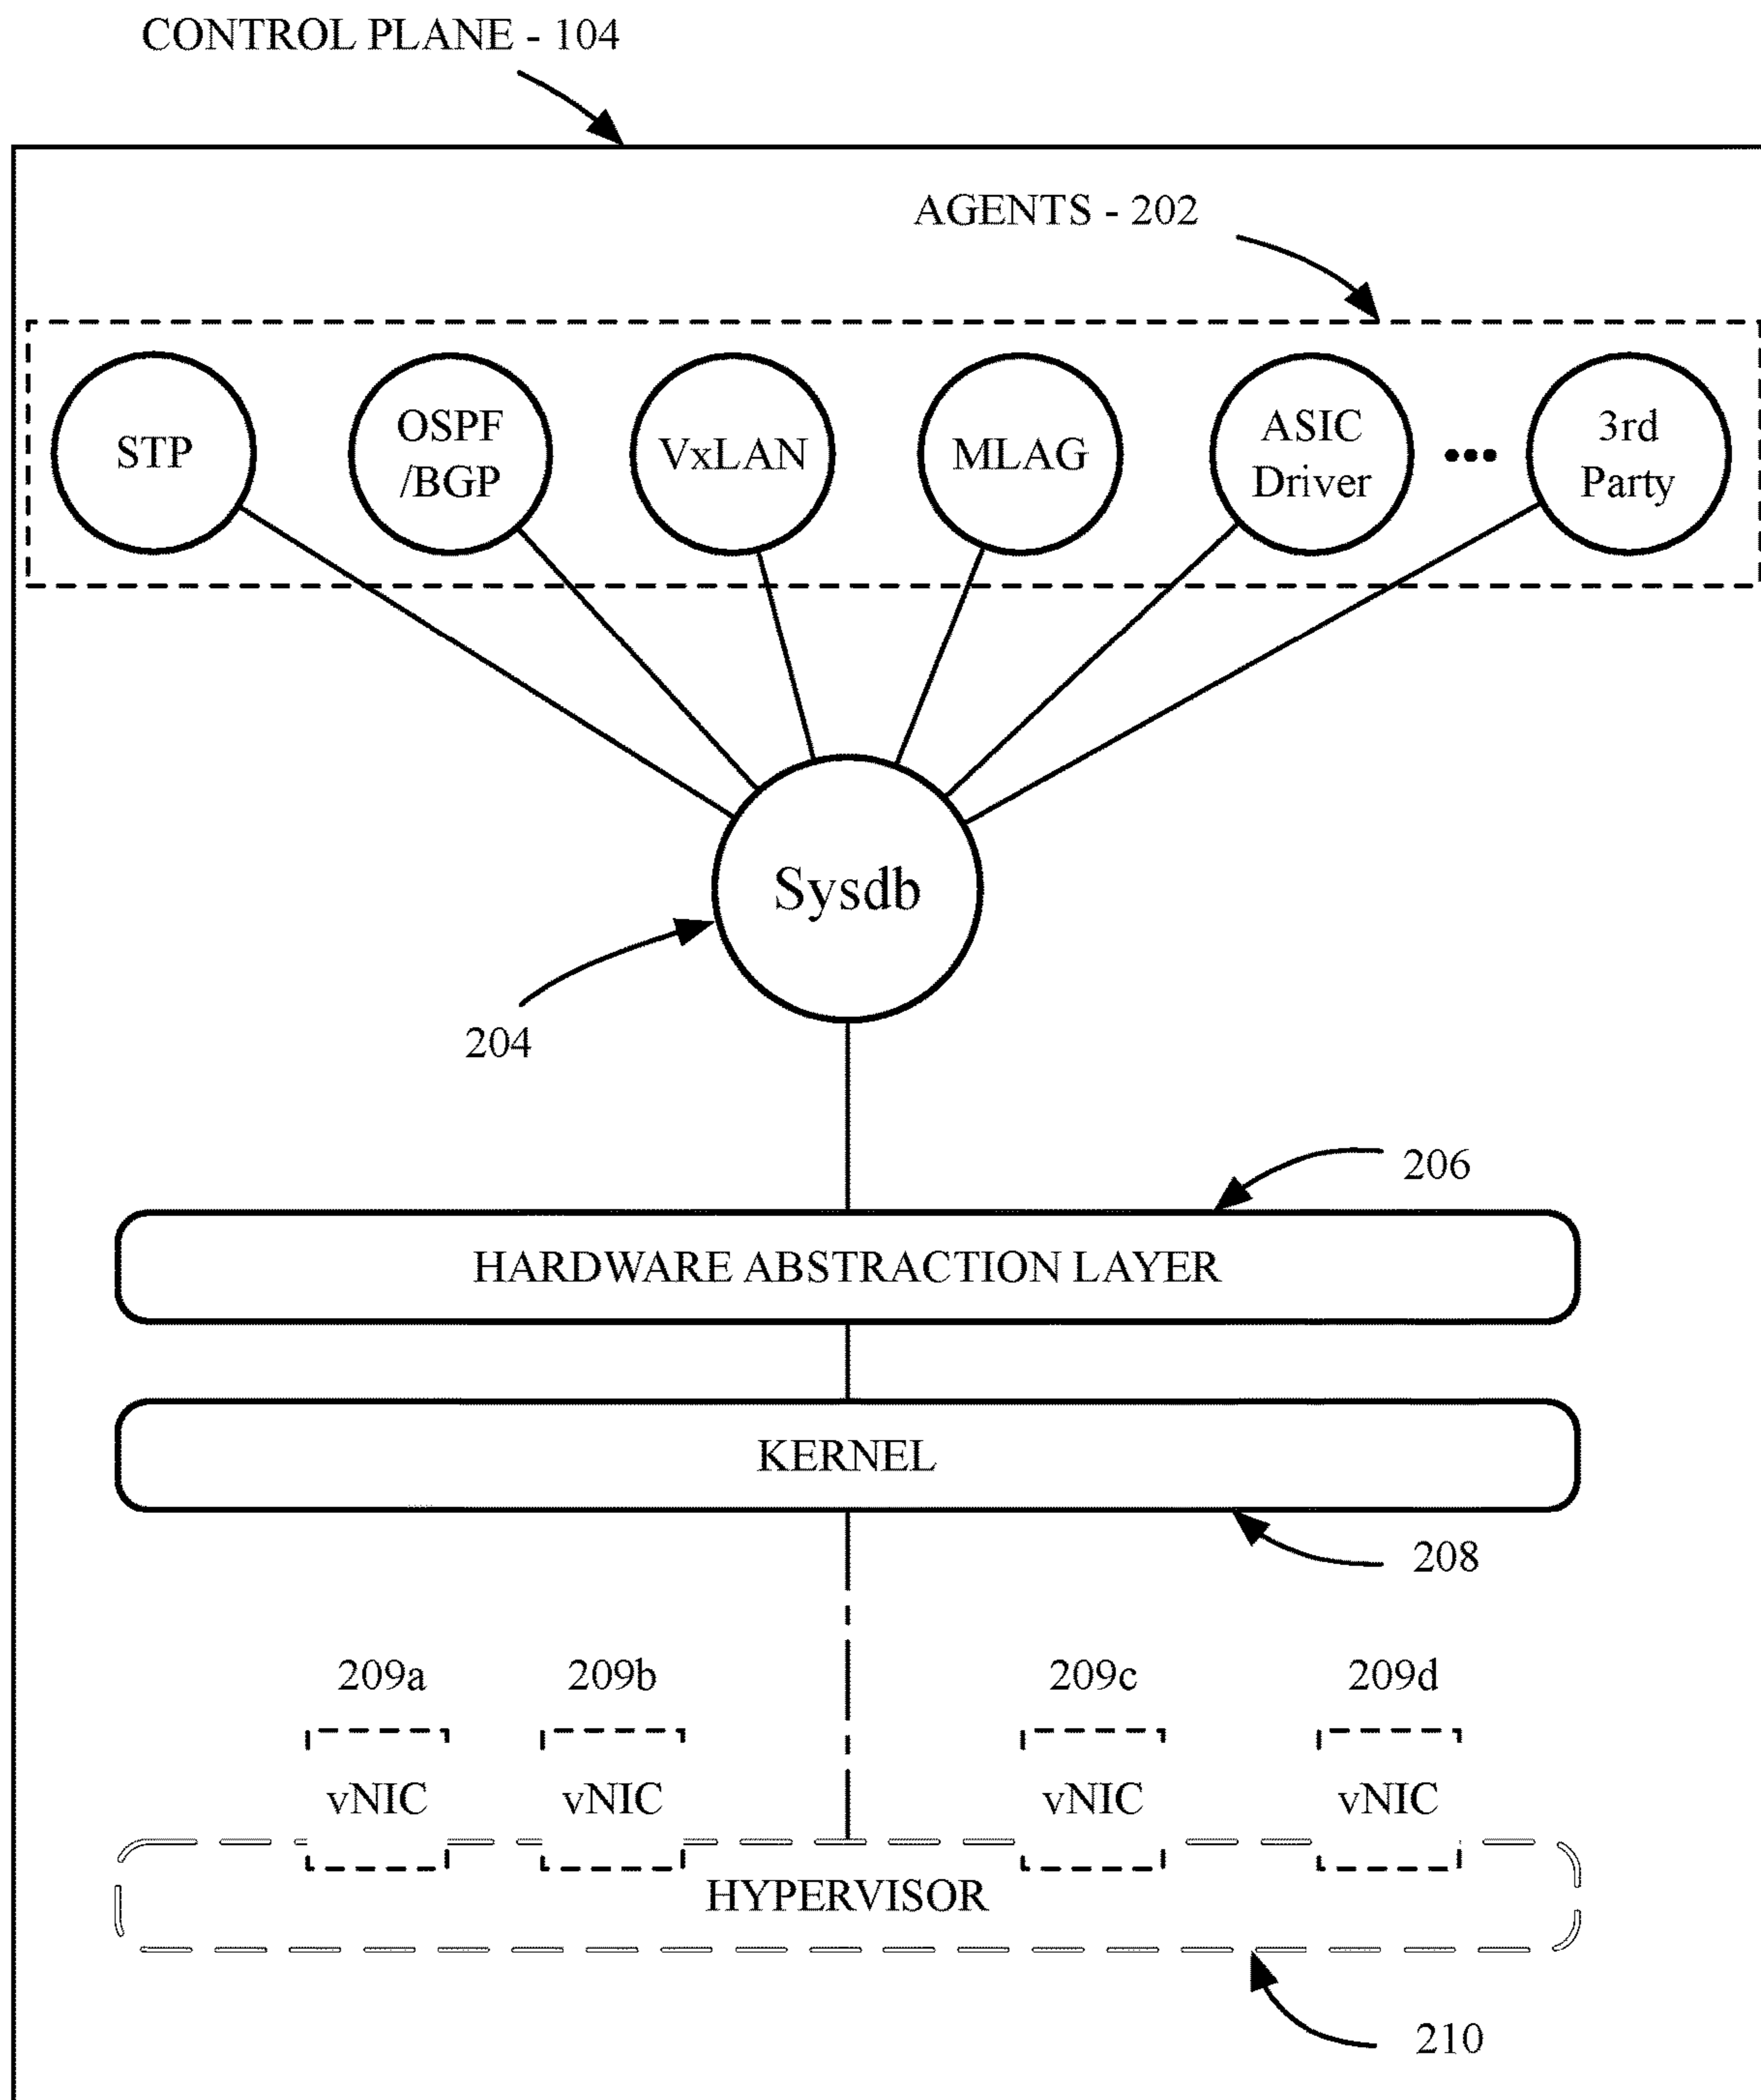 CONTROL PLANE - 104
AGENTS - 202
STP
OSPF
/BGP
VxLAN
MLAG
ASIC
Driver
•••
3rd
Party
Sysdb
204
206
HARDWARE ABSTRACTION LAYER
KERNEL
208
209a
209b
209c
209d
vNIC
vNIC
vNIC
vNIC
HYPERVISOR
210